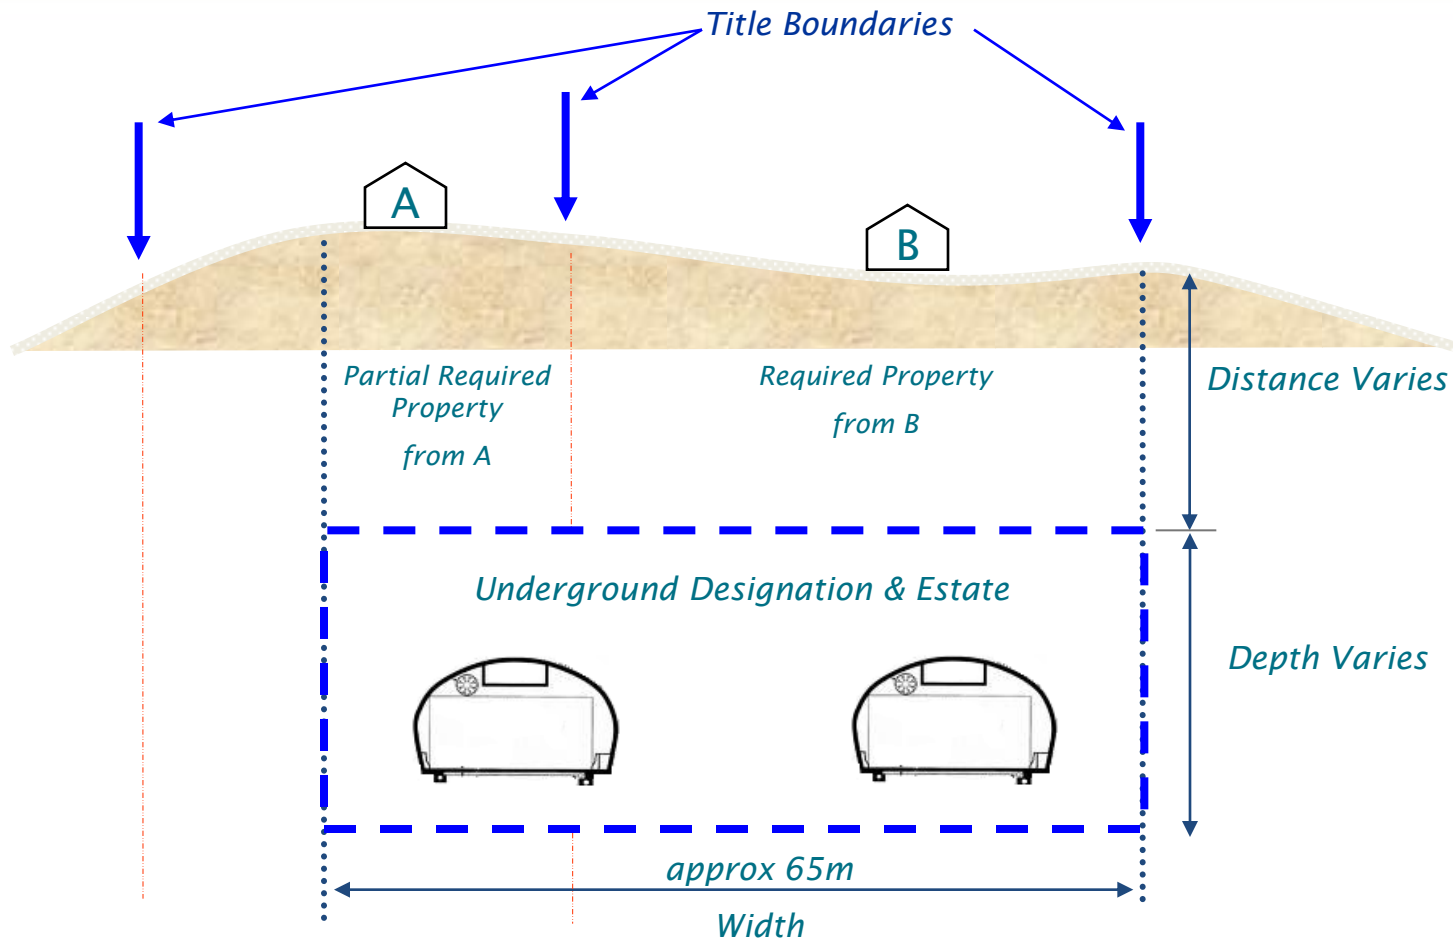 Title Boundaries
A
B
Partial Required
Property
from A
Required Property
from B
Distance Varies
Underground Designation & Estate
Depth Varies
approx 65m
Width